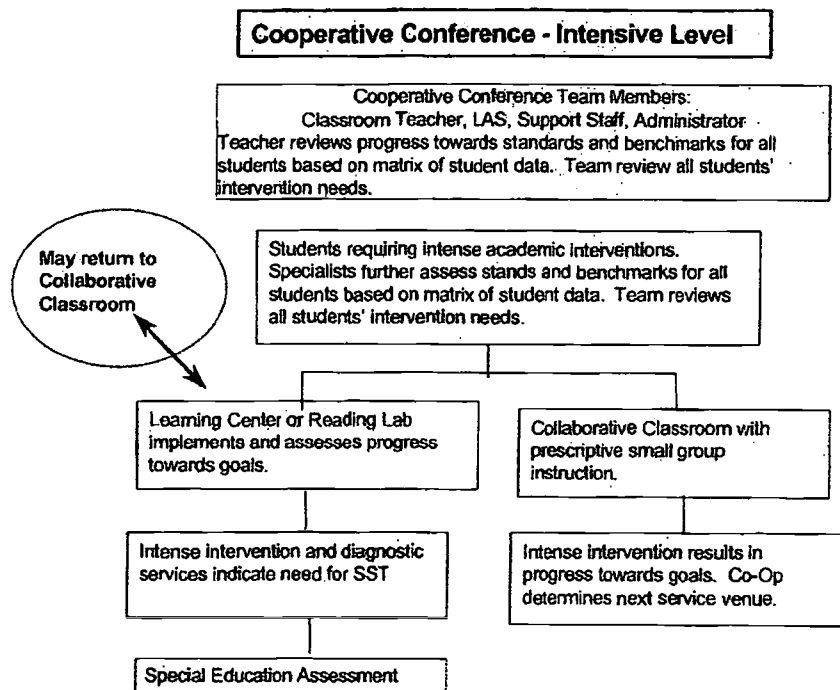 Cooperative Conference - Intensive Level
Cooperative Conference Team Members:
Classroom Teacher, LAS, Support Staff, Administrator
Teacher reviews progress towards standards and benchmarks for all
students based on matrix of student data. Team review all students'
intervention needs.
May return to
Collaborative
Classroom
Students requiring intense academic interventions.
Specialists further assess stands and benchmarks for all
students based on matrix of student data. Team reviews
all students' intervention needs.
Learning Center or Reading Lab
implements and assesses progress
towards goals.
Collaborative Classroom with
prescriptive small group
instruction.
Intense intervention and diagnostic
services indicate need for SST
Intense intervention results in
progress towards goals. Co-Op
determines next service venue.
Special Education Assessment